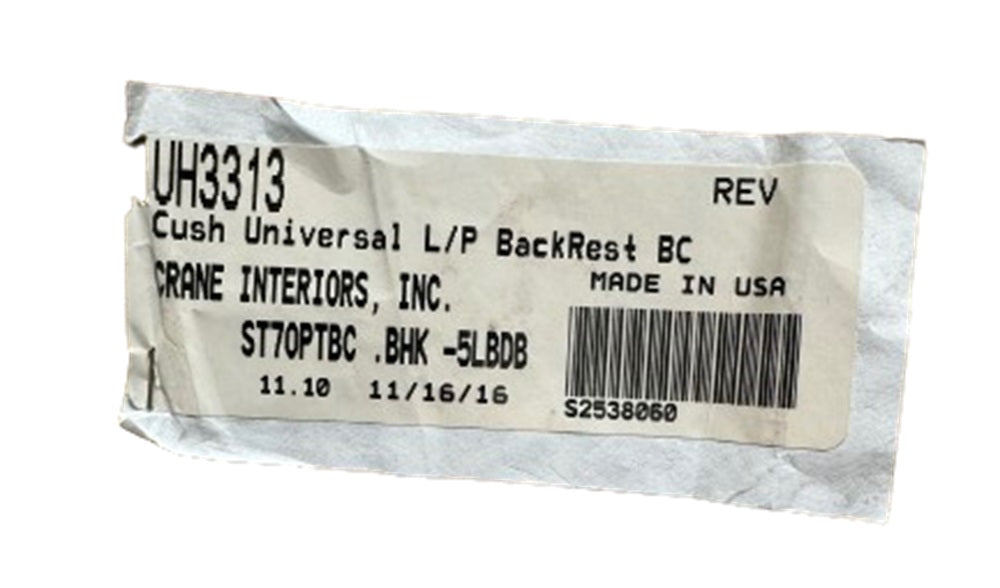 UH3313 REV
Cush Universal L/P BackRest BC
MADE IN USA
CRANE INTERIORS, INC.
ST70PTBC .BHK -5LBDB
11.10 11/16/16
S2538060